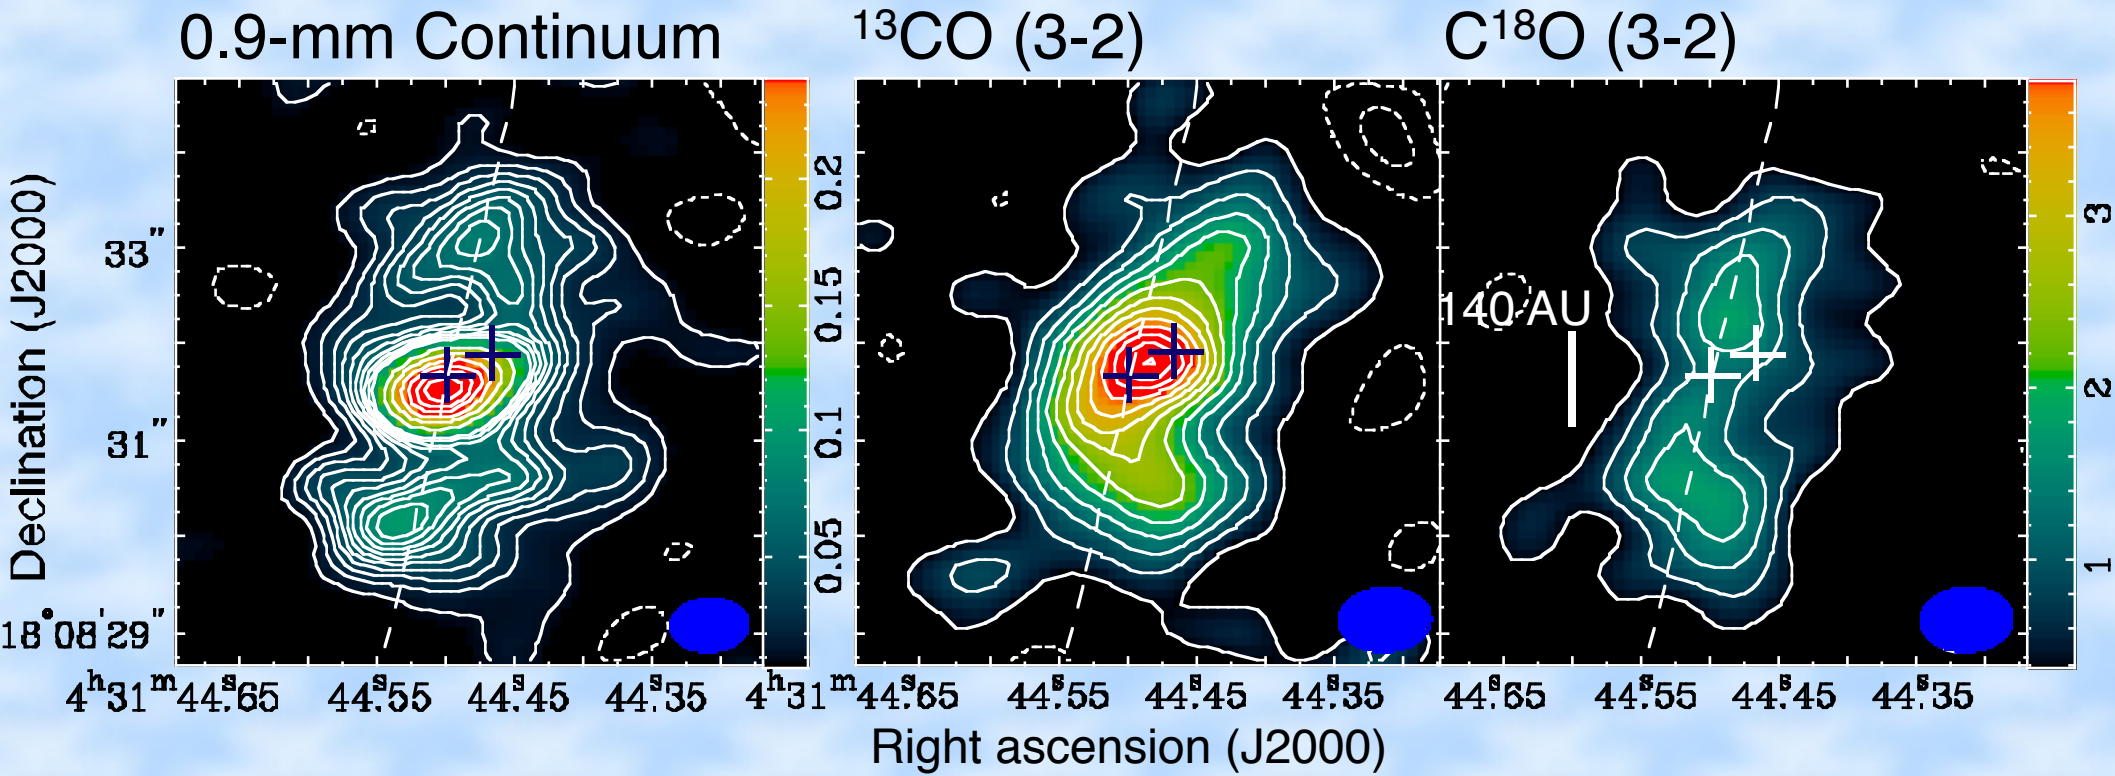 0.9-mm Continuum
¹³CO (3-2)
C¹⁸O (3-2)
Declination (J2000)
33″
31″
18°08′29″
0.2
0.15
0.1
0.05
140 AU
3
2
1
4ʰ31ᵐ44ˢ.65 44ˢ.55 44ˢ.45 44ˢ.35
4ʰ31ᵐ44ˢ.65 44ˢ.55 44ˢ.45 44ˢ.35
44ˢ.65 44ˢ.55 44ˢ.45 44ˢ.35
Right ascension (J2000)